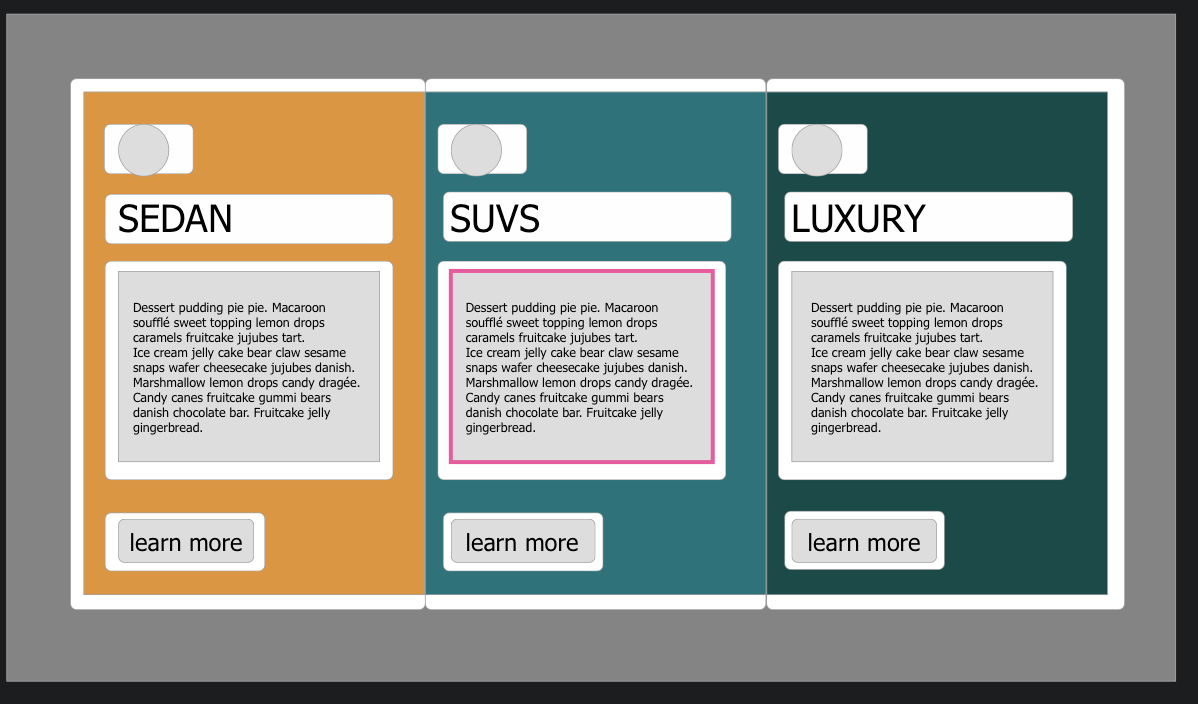 SEDAN
Dessert pudding pie pie. Macaroon
soufflé sweet topping lemon drops
caramels fruitcake jujubes tart.
Ice cream jelly cake bear claw sesame
snaps wafer cheesecake jujubes danish.
Marshmallow lemon drops candy dragée.
Candy canes fruitcake gummi bears
danish chocolate bar. Fruitcake jelly
gingerbread.
learn more
SUVS
Dessert pudding pie pie. Macaroon
soufflé sweet topping lemon drops
caramels fruitcake jujubes tart.
Ice cream jelly cake bear claw sesame
snaps wafer cheesecake jujubes danish.
Marshmallow lemon drops candy dragée.
Candy canes fruitcake gummi bears
danish chocolate bar. Fruitcake jelly
gingerbread.
learn more
LUXURY
Dessert pudding pie pie. Macaroon
soufflé sweet topping lemon drops
caramels fruitcake jujubes tart.
Ice cream jelly cake bear claw sesame
snaps wafer cheesecake jujubes danish.
Marshmallow lemon drops candy dragée.
Candy canes fruitcake gummi bears
danish chocolate bar. Fruitcake jelly
gingerbread.
learn more